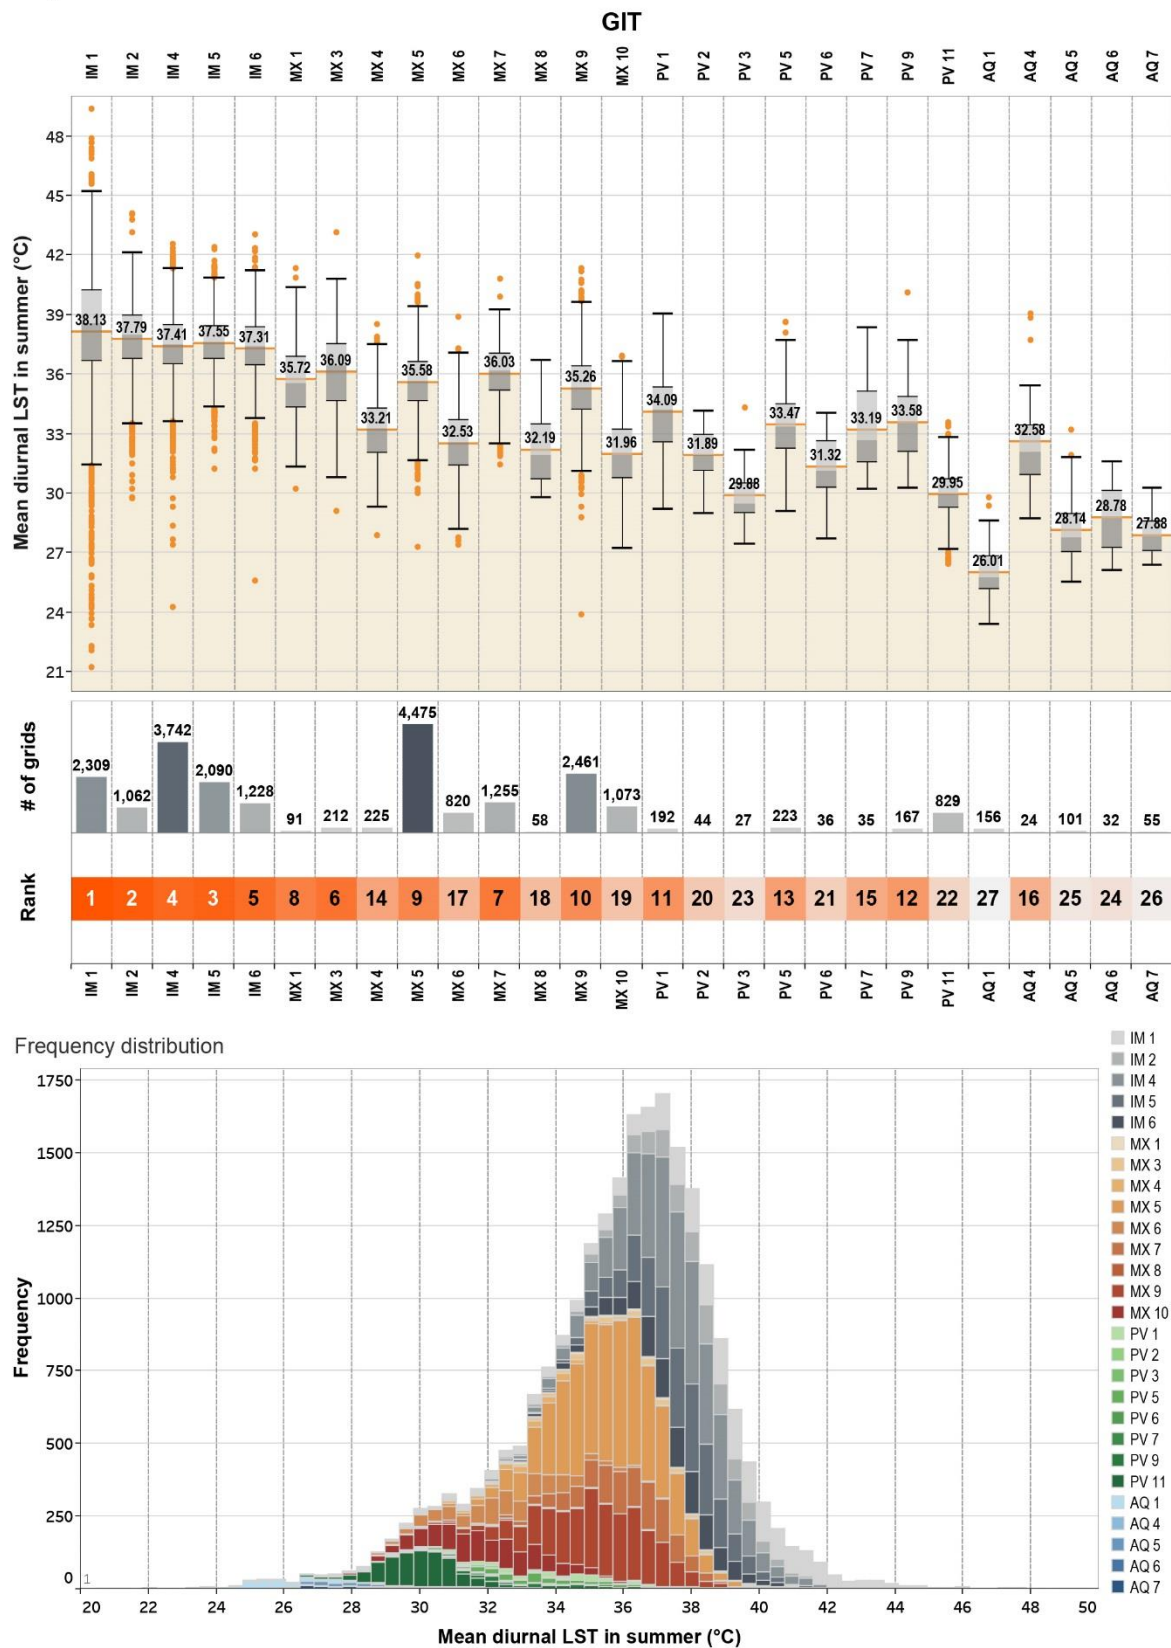 GIT
IM 1 IM 2 IM 4 IM 5 IM 6 MX 1 MX 3 MX 4 MX 5 MX 6 MX 7 MX 8 MX 9 MX 10 PV 1 PV 2 PV 3 PV 5 PV 6 PV 7 PV 9 PV 11 AQ 1 AQ 4 AQ 5 AQ 6 AQ 7
Mean diurnal LST in summer (°C)
48
45
42
39
36
33
30
27
24
21
38.13 37.79 37.41 37.55 37.31 35.72 36.09 33.21 35.58 32.53 36.03 32.19 35.26 31.96 34.09 31.89 29.88 33.47 31.32 33.19 33.58 29.95 26.01 32.58 28.14 28.78 27.88
# of grids
2,309 1,062 3,742 2,090 1,228 91 212 225 4,475 820 1,255 58 2,461 1,073 192 44 27 223 36 35 167 829 156 24 101 32 55
Rank
1 2 4 3 5 8 6 14 9 17 7 18 10 19 11 20 23 13 21 15 12 22 27 16 25 24 26
IM 1 IM 2 IM 4 IM 5 IM 6 MX 1 MX 3 MX 4 MX 5 MX 6 MX 7 MX 8 MX 9 MX 10 PV 1 PV 2 PV 3 PV 5 PV 6 PV 7 PV 9 PV 11 AQ 1 AQ 4 AQ 5 AQ 6 AQ 7
Frequency distribution
Frequency
1750
1500
1250
1000
750
500
250
0
1
20 22 24 26 28 30 32 34 36 38 40 42 44 46 48 50
Mean diurnal LST in summer (°C)
IM 1
IM 2
IM 4
IM 5
IM 6
MX 1
MX 3
MX 4
MX 5
MX 6
MX 7
MX 8
MX 9
MX 10
PV 1
PV 2
PV 3
PV 5
PV 6
PV 7
PV 9
PV 11
AQ 1
AQ 4
AQ 5
AQ 6
AQ 7